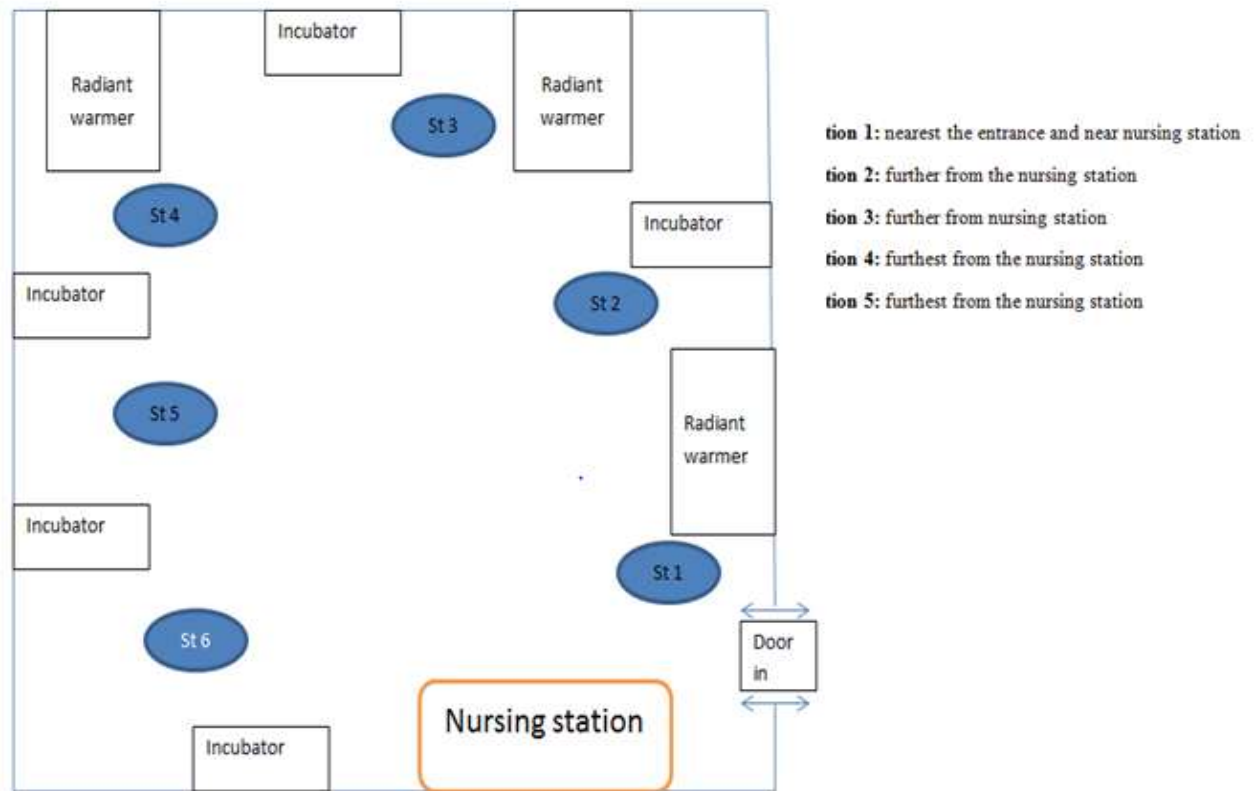 Incubator
Radiant
warmer
Radiant
warmer
St 3
tion 1: nearest the entrance and near nursing station
tion 2: further from the nursing station
tion 3: further from nursing station
tion 4: furthest from the nursing station
tion 5: furthest from the nursing station
St 4
Incubator
Incubator
St 2
St 5
Radiant
warmer
Incubator
St 1
St 6
Door
in
Nursing station
Incubator